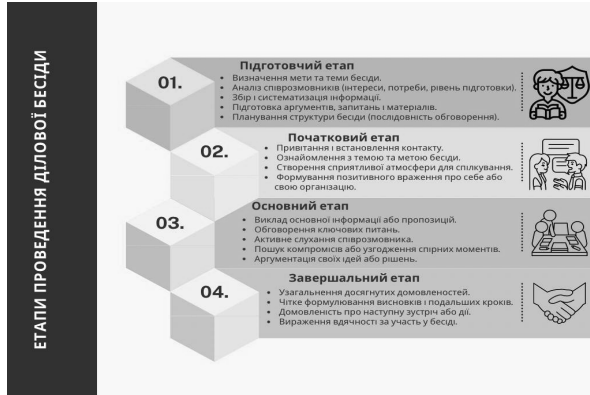 ЕТАПИ ПРОВЕДЕННЯ ДІЛОВОЇ БЕСІДИ
01.
Підготовчий етап
• Визначення мети та теми бесіди.
• Аналіз співрозмовників (інтереси, потреби, рівень підготовки).
• Збір і систематизація інформації.
• Підготовка аргументів, запитань і матеріалів.
• Планування структури бесіди (послідовність обговорення).
02.
Початковий етап
• Привітання і встановлення контакту.
• Ознайомлення з темою та метою бесіди.
• Створення сприятливої атмосфери для спілкування.
• Формування позитивного враження про себе або
свою організацію.
03.
Основний етап
• Виклад основної інформації або пропозицій.
• Обговорення ключових питань.
• Активне слухання співрозмовника.
• Пошук компромісів або узгодження спірних моментів.
• Аргументація своїх ідей або рішень.
04.
Завершальний етап
• Узагальнення досягнутих домовленостей.
• Чітке формулювання висновків і подальших кроків.
• Домовленість про наступну зустріч або дії.
• Вираження вдячності за участь у бесіді.